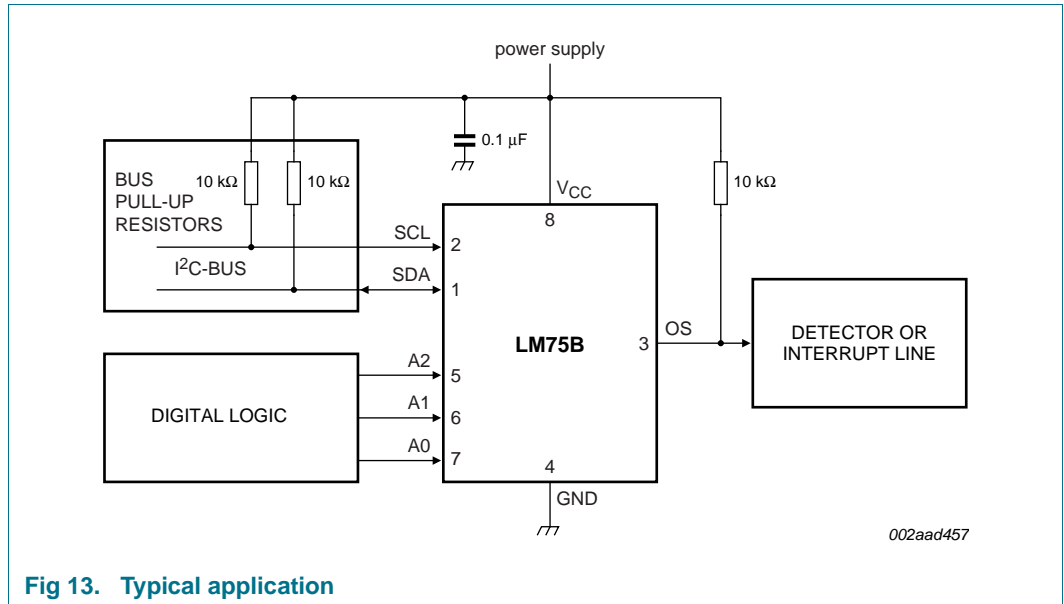 power supply
0.1 μF
BUS
PULL-UP
RESISTORS
10 kΩ
10 kΩ
10 kΩ
VCC
8
SCL
2
I2C-BUS
SDA
1
LM75B
3
OS
DETECTOR OR
INTERRUPT LINE
DIGITAL LOGIC
A2
5
A1
6
A0
7
4
GND
002aad457
Fig 13. Typical application